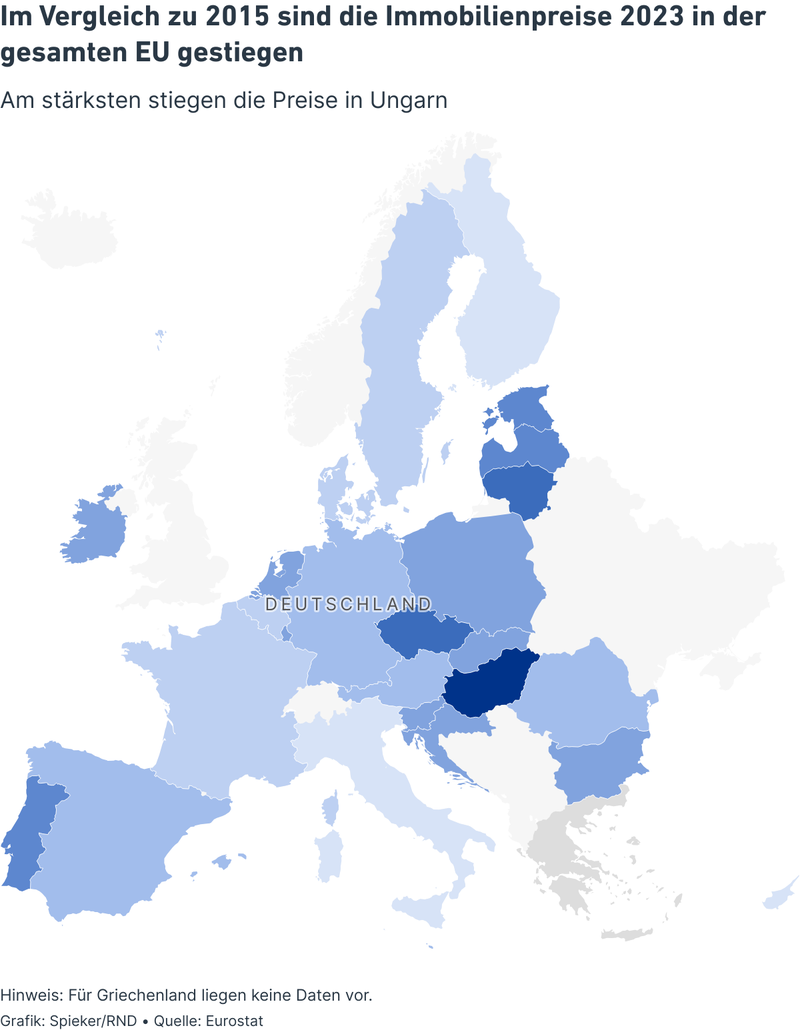 Im Vergleich zu 2015 sind die Immobilienpreise 2023 in der
gesamten EU gestiegen
Am stärksten stiegen die Preise in Ungarn
DEUTSCHLAND
Hinweis: Für Griechenland liegen keine Daten vor.
Grafik: Spieker/RND • Quelle: Eurostat